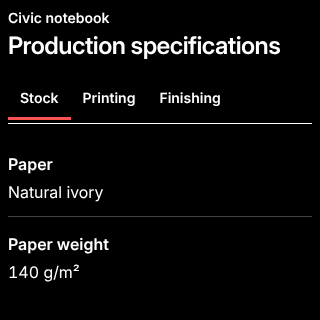 Civic notebook
Production specifications
Stock Printing Finishing
Paper
Natural ivory
Paper weight
140 g/m²